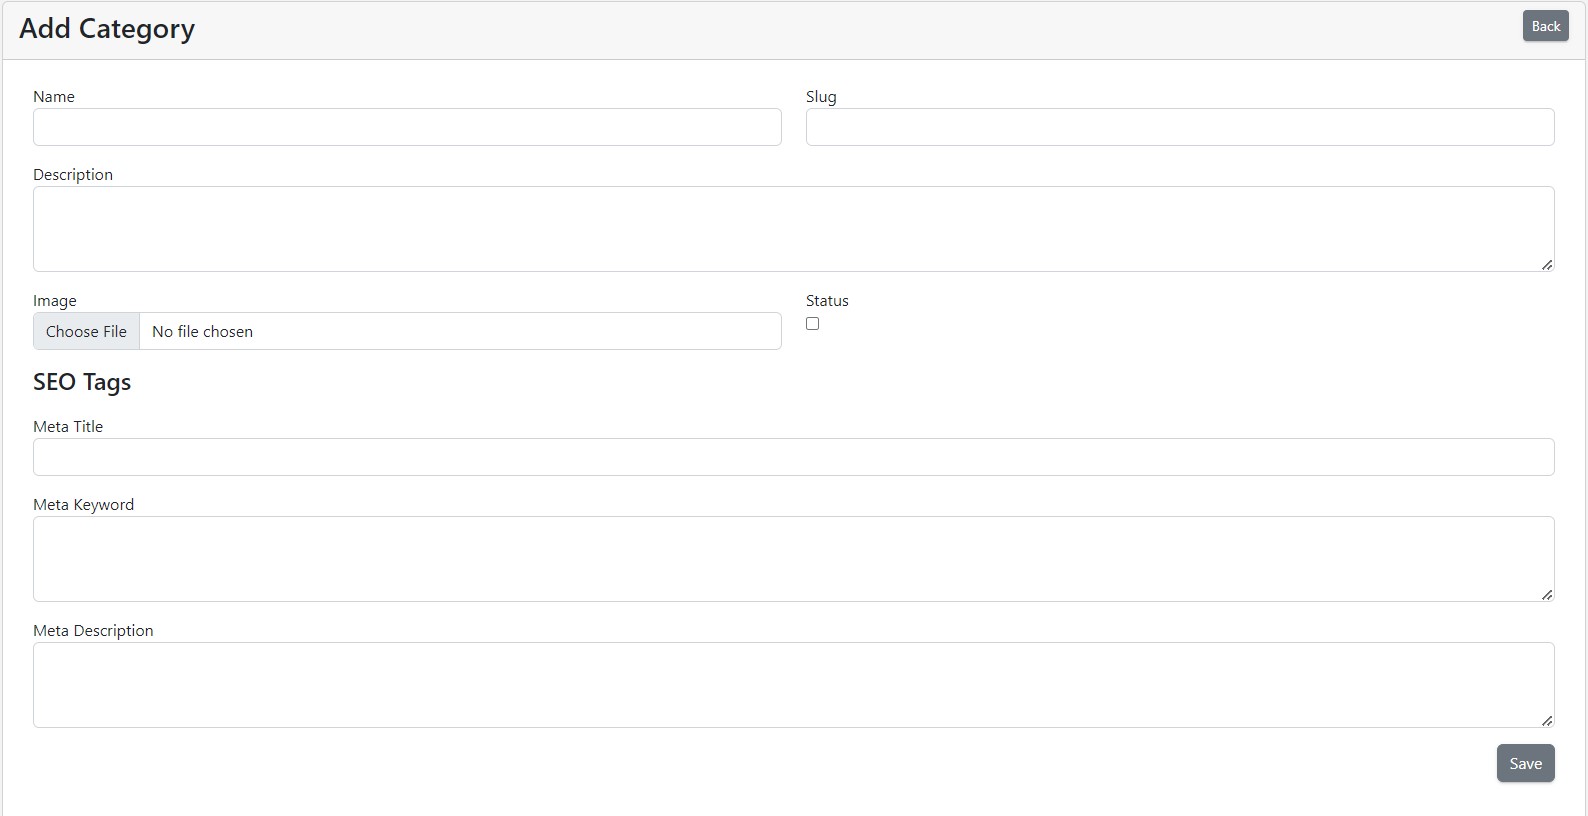 Add Category
Back
Name
Slug
Description
Image
Status
Choose File
No file chosen
SEO Tags
Meta Title
Meta Keyword
Meta Description
Save